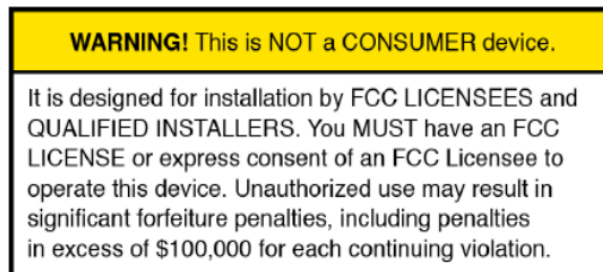 WARNING! This is NOT a CONSUMER device.
It is designed for installation by FCC LICENSEES and
QUALIFIED INSTALLERS. You MUST have an FCC
LICENSE or express consent of an FCC Licensee to
operate this device. Unauthorized use may result in
significant forfeiture penalties, including penalties
in excess of $100,000 for each continuing violation.